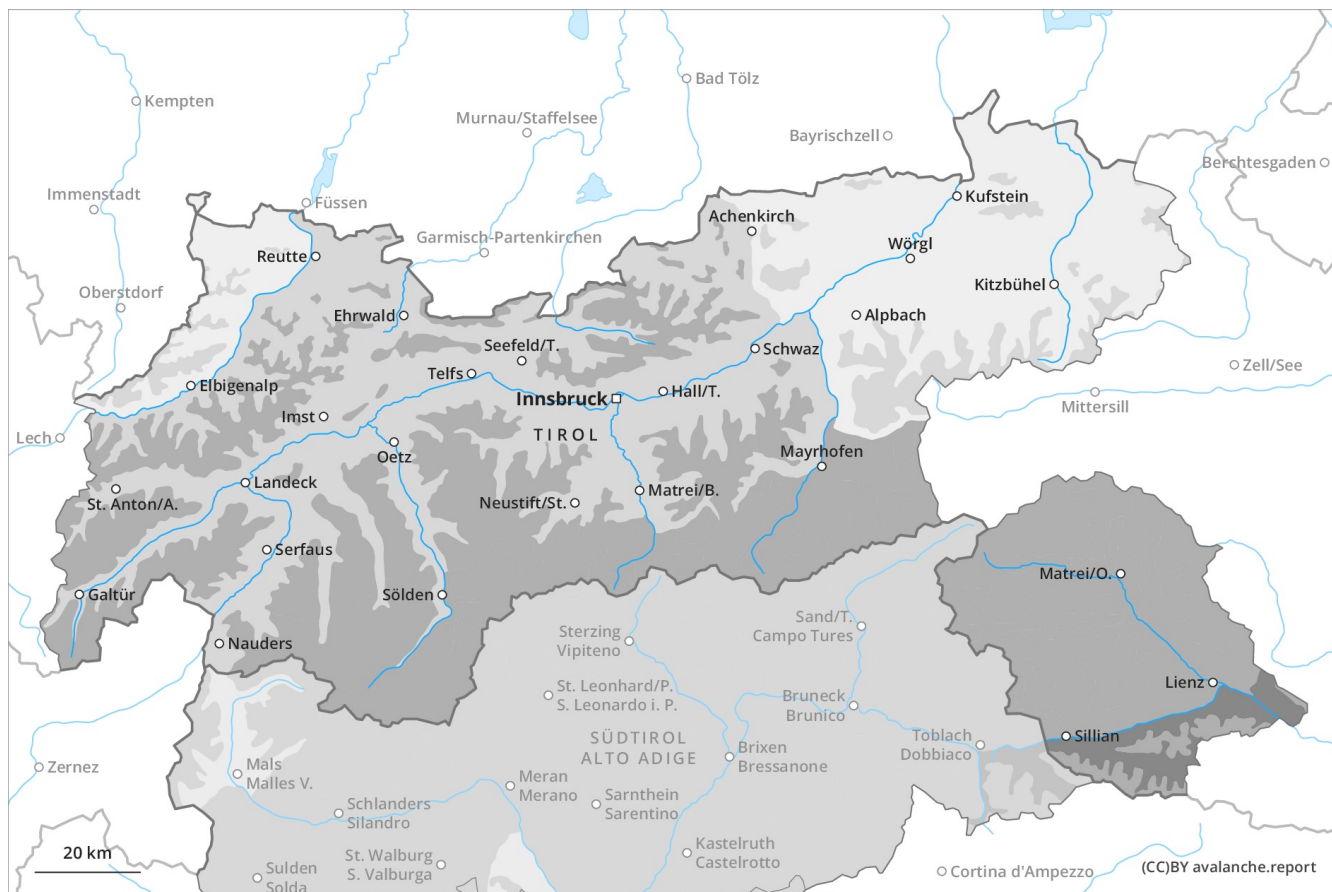 Bad Tölz
Kempten
Murnau/Staffelsee
Bayrischzell
Berchtesgaden
Immenstadt
Füssen
Achenkirch
Kufstein
Garmisch-Partenkirchen
Wörgl
Reutte
Oberstdorf
Kitzbühel
Ehrwald
Alpbach
Seefeld/T.
Schwaz
Zell/See
Telfs
Elbigenalp
Innsbruck
Hall/T.
Mittersill
Imst
Lech
TIROL
Oetz
Mayrhofen
Landeck
Matrei/B.
St. Anton/A.
Neustift/St.
Serfaus
Matrei/O.
Galtür
Sölden
Sand/T.
Campo Tures
Sterzing
Vipiteno
Nauders
Lienz
St. Leonhard/P.
S. Leonardo i. P.
Bruneck
Brunico
Sillian
Toblach
Dobbiaco
SÜDTIROL
ALTO ADIGE
Brixen
Bressanone
Zernez
Mals
Malles V.
Meran
Merano
Sarnthein
Sarentino
Schlanders
Silandro
Kastelruth
Castelrotto
20 km
St. Walburg
S. Valburga
Sulden
Solda
Cortina d'Ampezzo
(CC)BY avalanche.report